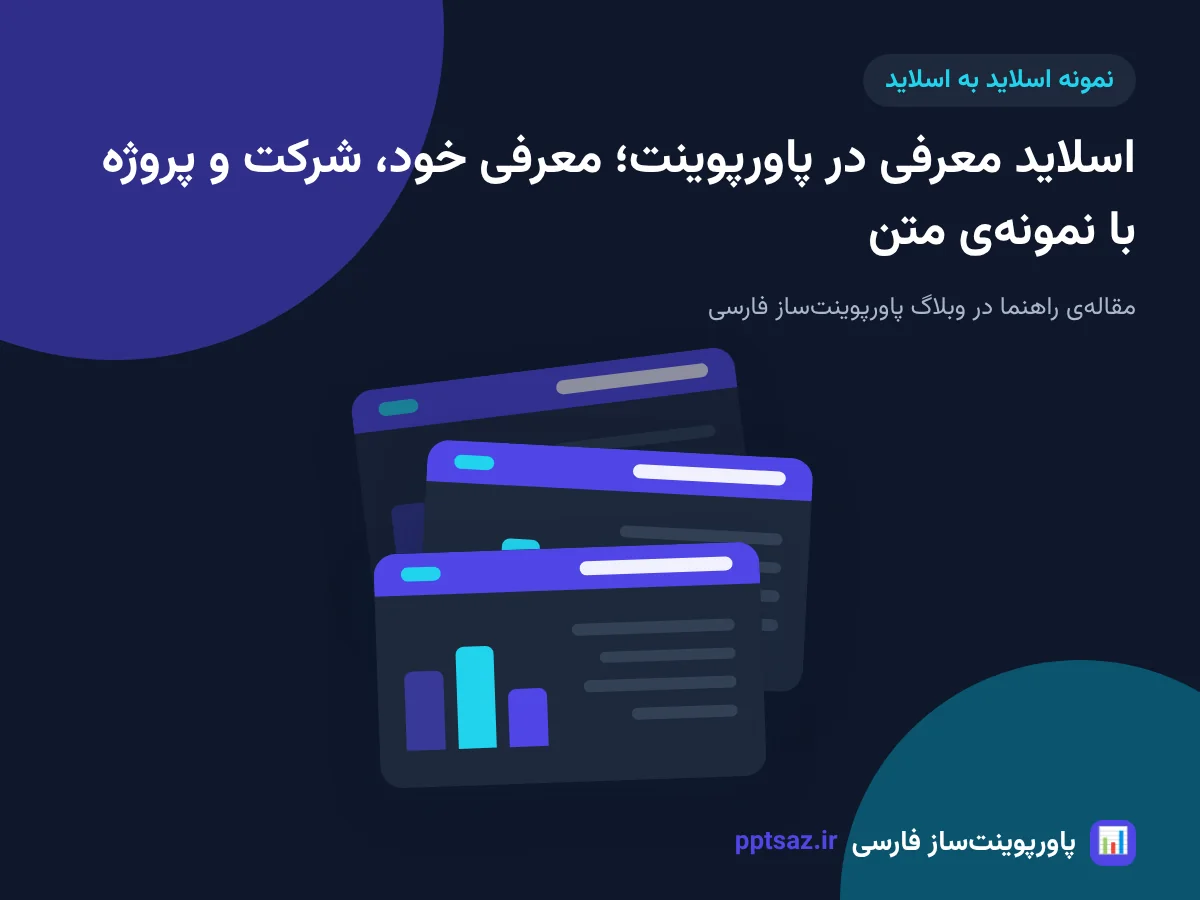 نمونه اسلاید به اسلاید
اسلاید معرفی در پاورپوینت؛ معرفی خود، شرکت و پروژه
با نمونه‌ی متن
مقاله‌ی راهنما در وبلاگ پاورپوینت‌ساز فارسی
پاورپوینت‌ساز فارسی pptsaz.ir